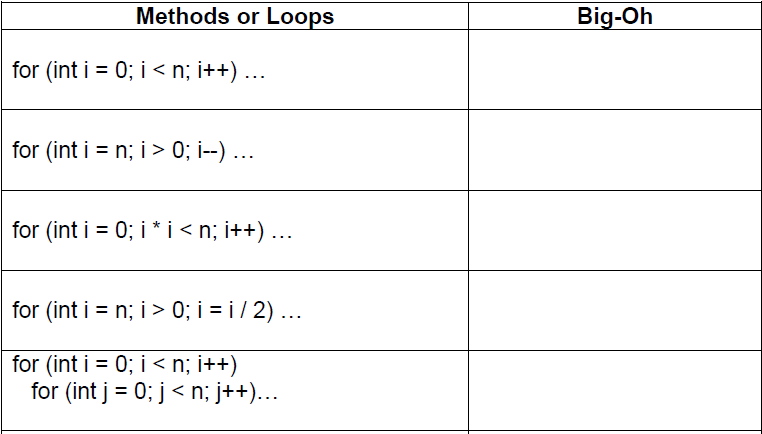 Methods or Loops Big-Oh
for (int i = 0; i < n; i++) …
for (int i = n; i > 0; i--) …
for (int i = 0; i * i < n; i++) …
for (int i = n; i > 0; i = i / 2) …
for (int i = 0; i < n; i++)
for (int j = 0; j < n; j++)…